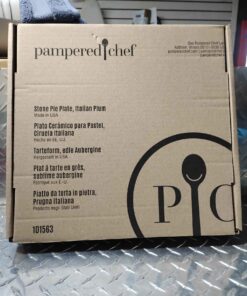 pampered chef
Stone Pie Plate, Italian Plum
Made in USA
Plato Cerámico para Pastel,
Ciruela Italiana
Hecho en EE. UU.
Tarteform, edle Aubergine
Hergestellt in USA
Plat à tarte en grès,
sublime aubergine
Fabriqué aux É.-U.
Piatto da torta in pietra,
Prugna Italiana
Prodotto negli Stati Uniti
101563
P C